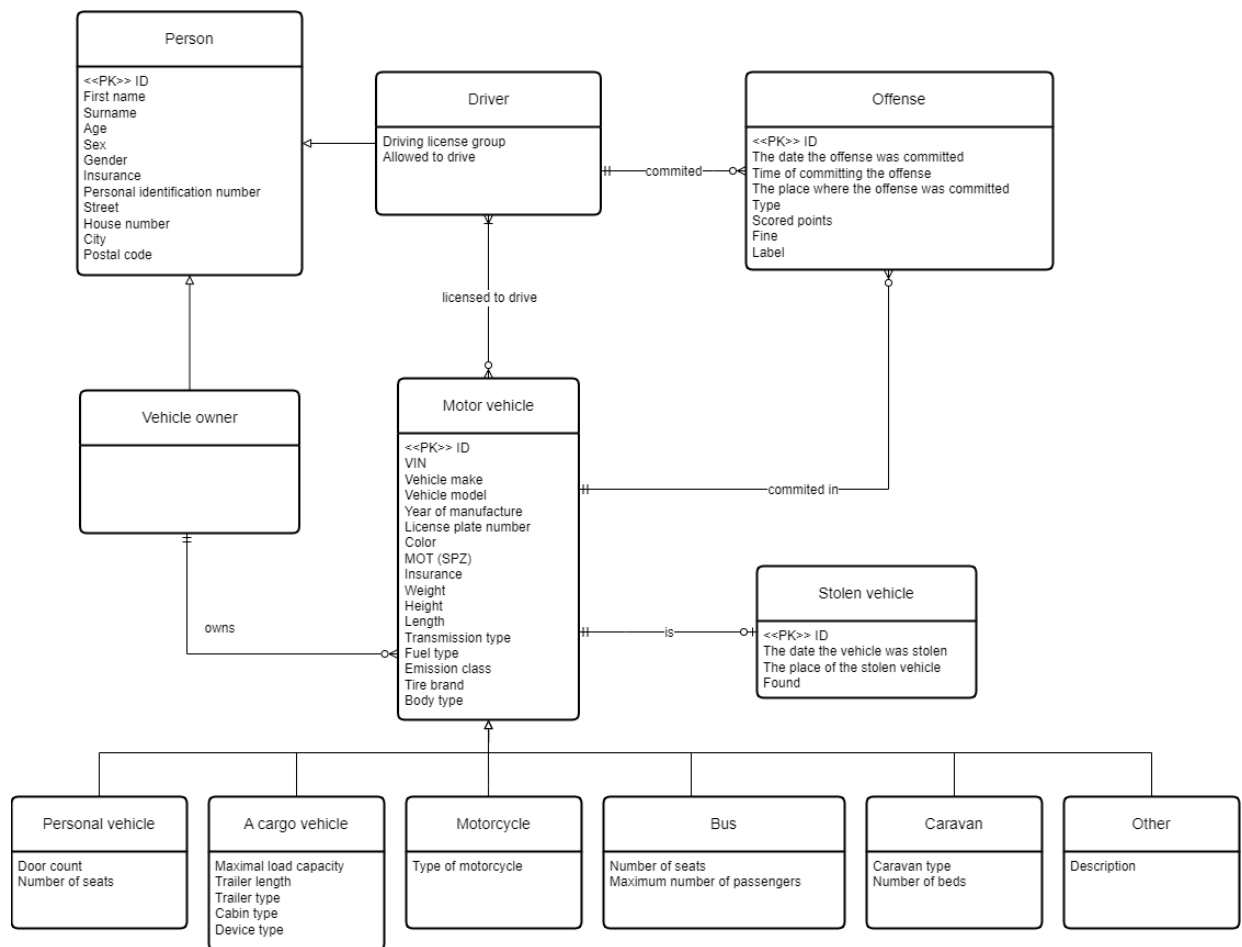 Person
<<PK>> ID
First name
Surname
Age
Sex
Gender
Insurance
Personal identification number
Street
House number
City
Postal code
Driver
Driving license group
Allowed to drive
commited
Offense
<<PK>> ID
The date the offense was committed
Time of committing the offense
The place where the offense was committed
Type
Scored points
Fine
Label
licensed to drive
Vehicle owner
owns
Motor vehicle
<<PK>> ID
VIN
Vehicle make
Vehicle model
Year of manufacture
License plate number
Color
MOT (SPZ)
Insurance
Weight
Height
Length
Transmission type
Fuel type
Emission class
Tire brand
Body type
commited in
is
Stolen vehicle
<<PK>> ID
The date the vehicle was stolen
The place of the stolen vehicle
Found
Personal vehicle
Door count
Number of seats
A cargo vehicle
Maximal load capacity
Trailer length
Trailer type
Cabin type
Device type
Motorcycle
Type of motorcycle
Bus
Number of seats
Maximum number of passengers
Caravan
Caravan type
Number of beds
Other
Description